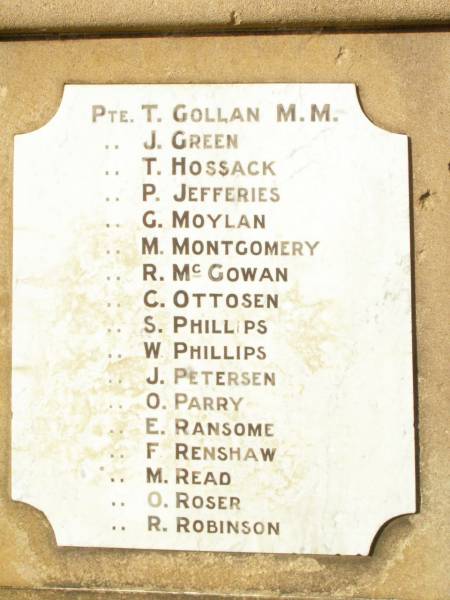 PTE. T. GOLLAN M.M.
.. J. GREEN
.. T. HOSSACK
.. P. JEFFERIES
.. G. MOYLAN
.. M. MONTGOMERY
.. R. McGOWAN
.. C. OTTOSEN
.. S. PHILLIPS
.. W PHILLIPS
.. J. PETERSEN
.. O. PARRY
.. E. RANSOME
.. F RENSHAW
.. M. READ
.. O. ROSER
.. R. ROBINSON